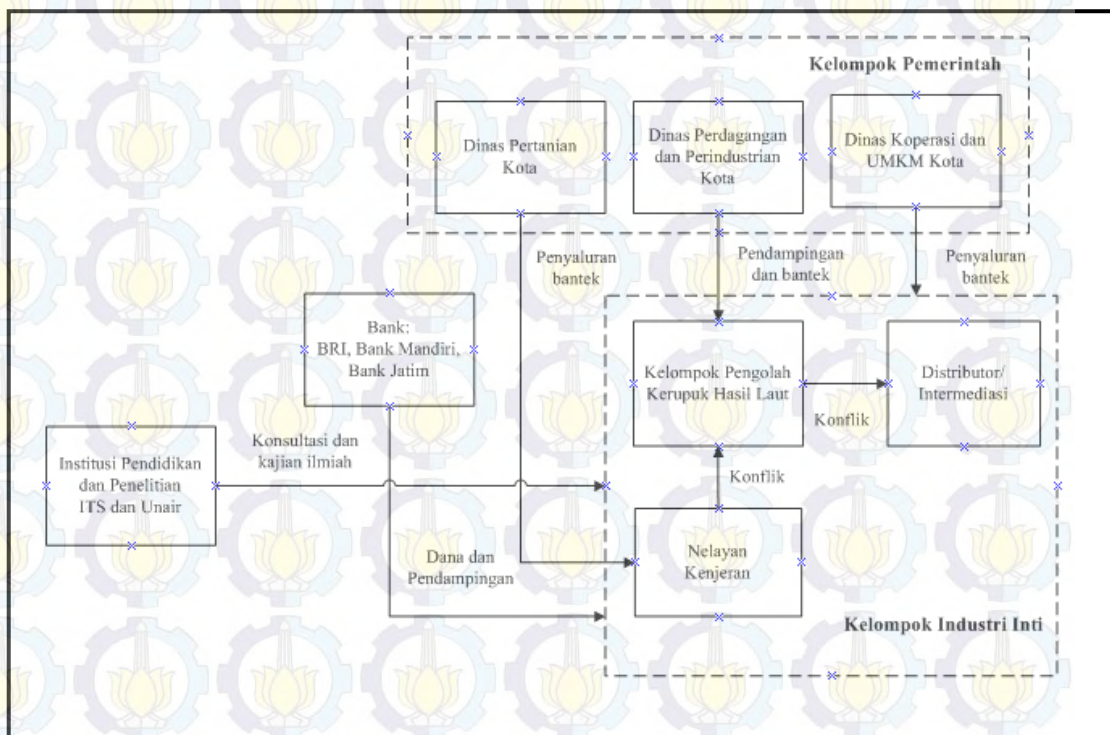 Kelompok Pemerintah
Dinas Pertanian
Kota
Dinas Perdagangan
dan Perindustrian
Kota
Dinas Koperasi dan
UMKM Kota
Penyaluran
bantek
Pendampingan
dan bantek
Penyaluran
bantek
Bank:
BRI, Bank Mandiri,
Bank Jatim
Kelompok Pengolah
Kerupuk Hasil Laut
Distributor/
Intermediasi
Konflik
Institusi Pendidikan
dan Penelitian
ITS dan Unair
Konsultasi dan
kajian ilmiah
Konflik
Dana dan
Pendampingan
Nelayan
Kenjeran
Kelompok Industri Inti